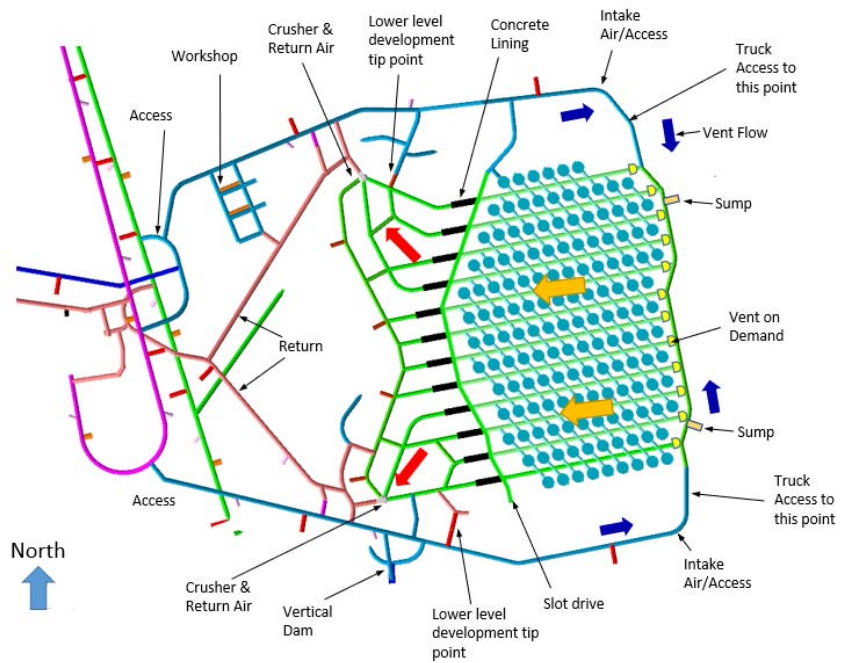 Crusher &
Return Air
Lower level
development
tip point
Concrete
Lining
Intake
Air/Access
Truck
Access to
this point
Workshop
Access
Vent Flow
Sump
Vent on
Demand
Return
Sump
Access
North
Truck
Access to
this point
Crusher &
Return Air
Vertical
Dam
Lower level
development tip
point
Slot drive
Intake
Air/Access